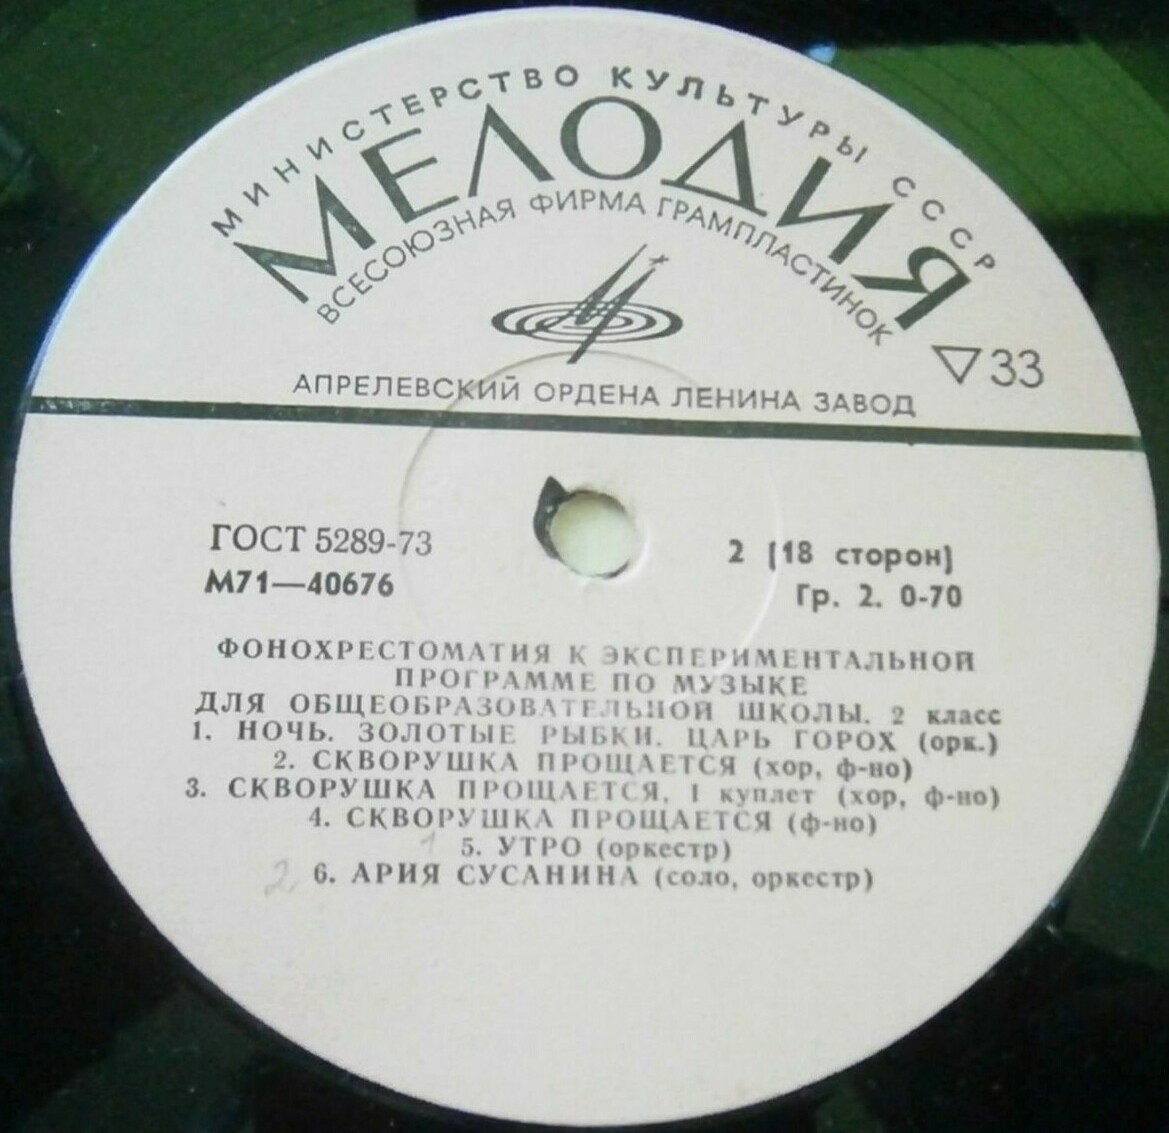 МИНИСТЕРСТВО КУЛЬТУРЫ СССР
МЕЛОДИЯ
ВСЕСОЮЗНАЯ ФИРМА ГРАМПЛАСТИНОК
▽33
АПРЕЛЕВСКИЙ ОРДЕНА ЛЕНИНА ЗАВОД
ГОСТ 5289-73
М71—40676
2 [18 сторон]
Гр. 2. 0-70
ФОНОХРЕСТОМАТИЯ К ЭКСПЕРИМЕНТАЛЬНОЙ
ПРОГРАММЕ ПО МУЗЫКЕ
ДЛЯ ОБЩЕОБРАЗОВАТЕЛЬНОЙ ШКОЛЫ. 2 класс
1. НОЧЬ. ЗОЛОТЫЕ РЫБКИ. ЦАРЬ ГОРОХ (орк.)
2. СКВОРУШКА ПРОЩАЕТСЯ (хор, ф-но)
3. СКВОРУШКА ПРОЩАЕТСЯ, 1 куплет (хор, ф-но)
4. СКВОРУШКА ПРОЩАЕТСЯ (ф-но)
1 5. УТРО (оркестр)
2 6. АРИЯ СУСАНИНА (соло, оркестр)